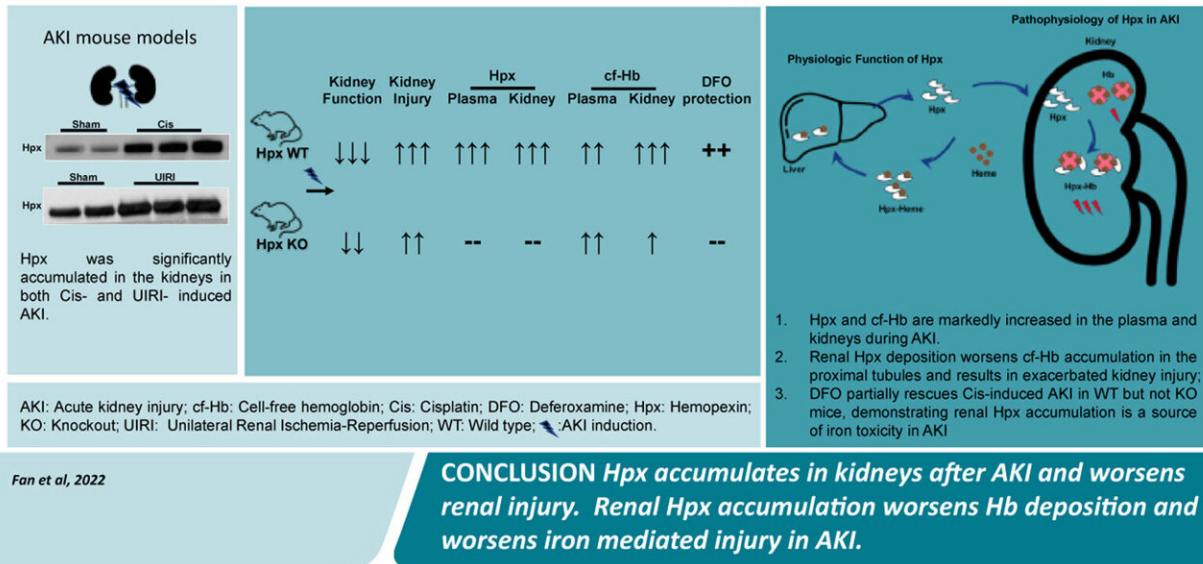 AKI mouse models
Sham Cis
Hpx
Sham UIRI
Hpx
Hpx was significantly
accumulated in the kidneys in
both Cis- and UIRI- induced
AKI.
Kidney Kidney Hpx cf-Hb DFO
Function Injury Plasma Kidney Plasma Kidney protection
Hpx WT ↓↓↓ ↑↑↑ ↑↑↑ ↑↑↑ ↑↑ ↑↑↑ ++
Hpx KO ↓↓ ↑↑ -- -- ↑↑ ↑ --
AKI: Acute kidney injury; cf-Hb: Cell-free hemoglobin; Cis: Cisplatin; DFO: Deferoxamine; Hpx: Hemopexin;
KO: Knockout; UIRI: Unilateral Renal Ischemia-Reperfusion; WT: Wild type; :AKI induction.
Physiologic Function of Hpx
Liver
Hpx
Heme
Hpx-Heme
Pathophysiology of Hpx in AKI
Kidney
Hb
Hpx
Hpx-Hb
1. Hpx and cf-Hb are markedly increased in the plasma and
kidneys during AKI.
2. Renal Hpx deposition worsens cf-Hb accumulation in the
proximal tubules and results in exacerbated kidney injury;
3. DFO partially rescues Cis-induced AKI in WT but not KO
mice, demonstrating renal Hpx accumulation is a source
of iron toxicity in AKI
Fan et al, 2022
CONCLUSION Hpx accumulates in kidneys after AKI and worsens
renal injury. Renal Hpx accumulation worsens Hb deposition and
worsens iron mediated injury in AKI.